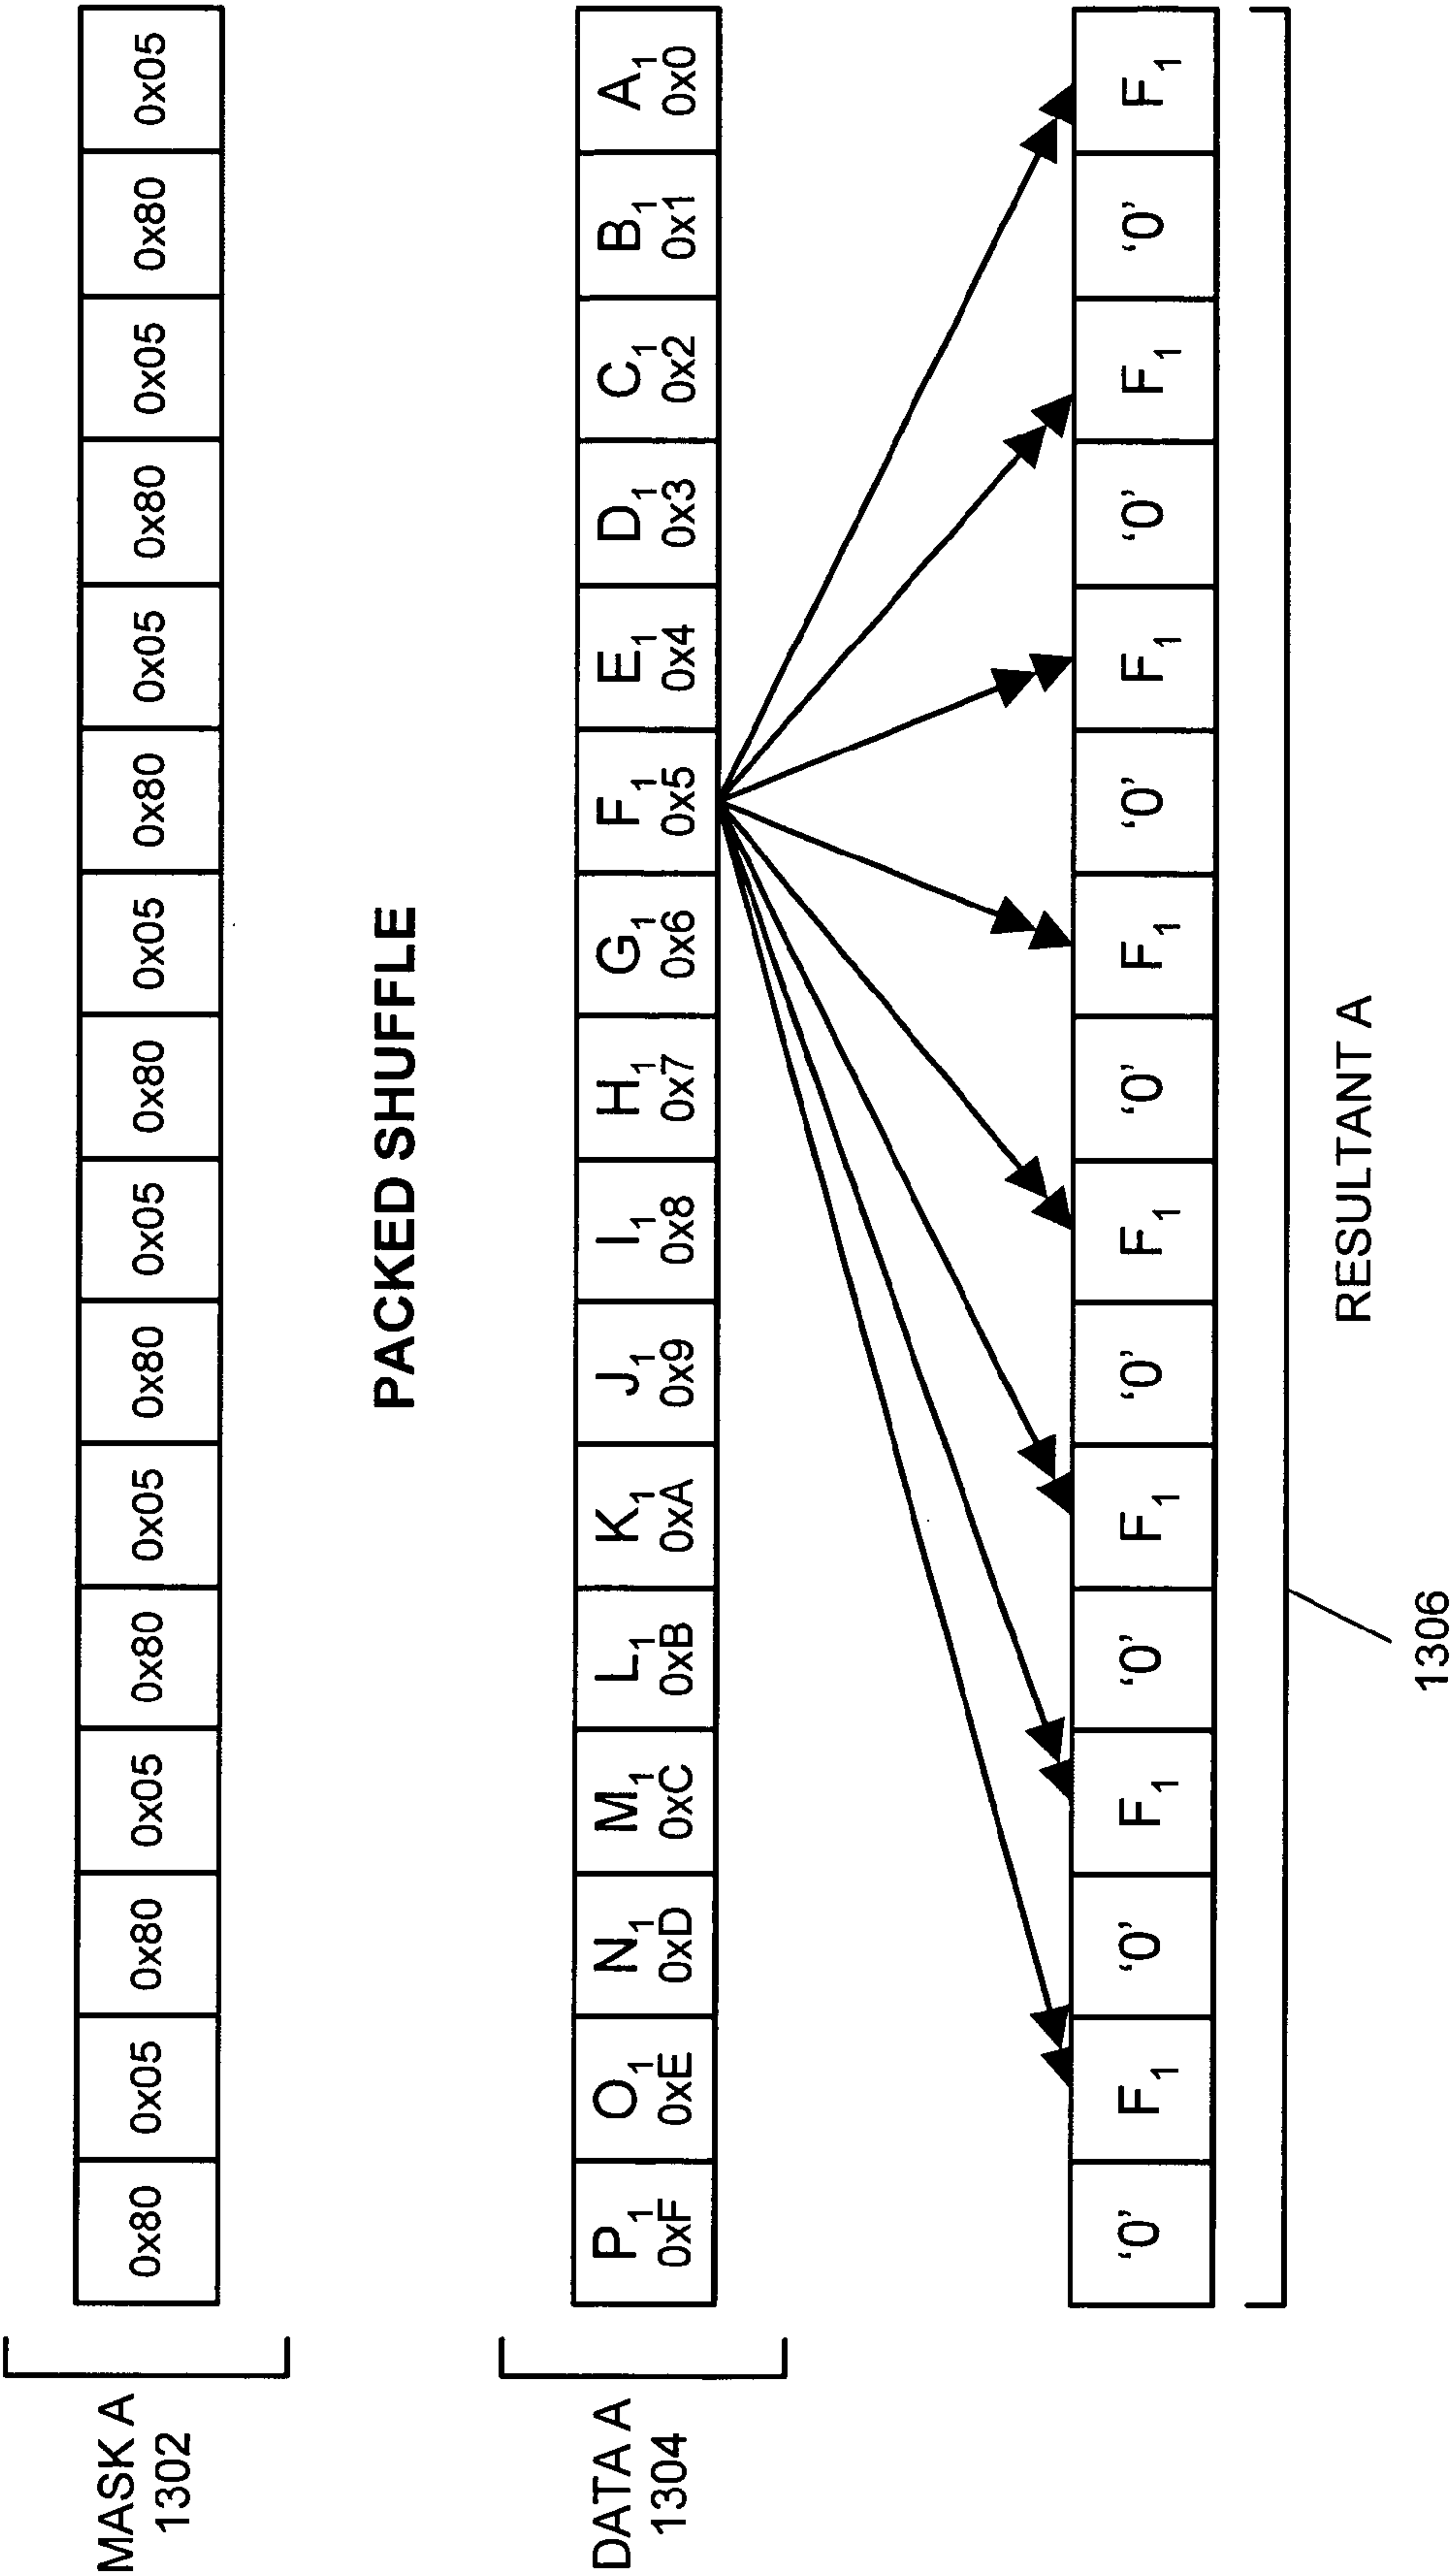 MASK A
1302
0x80 0x05 0x80 0x05 0x80 0x05 0x80 0x05 0x80 0x05 0x80 0x05 0x80 0x05 0x80 0x05
PACKED SHUFFLE
DATA A
1304
P1 O1 N1 M1 L1 K1 J1 I1 H1 G1 F1 E1 D1 C1 B1 A1
0xF 0xE 0xD 0xC 0xB 0xA 0x9 0x8 0x7 0x6 0x5 0x4 0x3 0x2 0x1 0x0
‘0’ F1 ‘0’ F1 ‘0’ F1 ‘0’ F1 ‘0’ F1 ‘0’ F1 ‘0’ F1 ‘0’ F1
RESULTANT A
1306